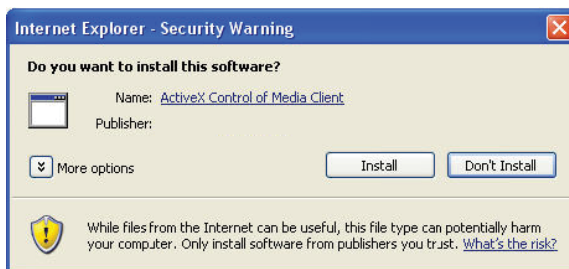 Internet Explorer - Security Warning
Do you want to install this software?
Name: ActiveX Control of Media Client
Publisher:
More options
Install
Don't Install
While files from the Internet can be useful, this file type can potentially harm
your computer. Only install software from publishers you trust. What's the risk?